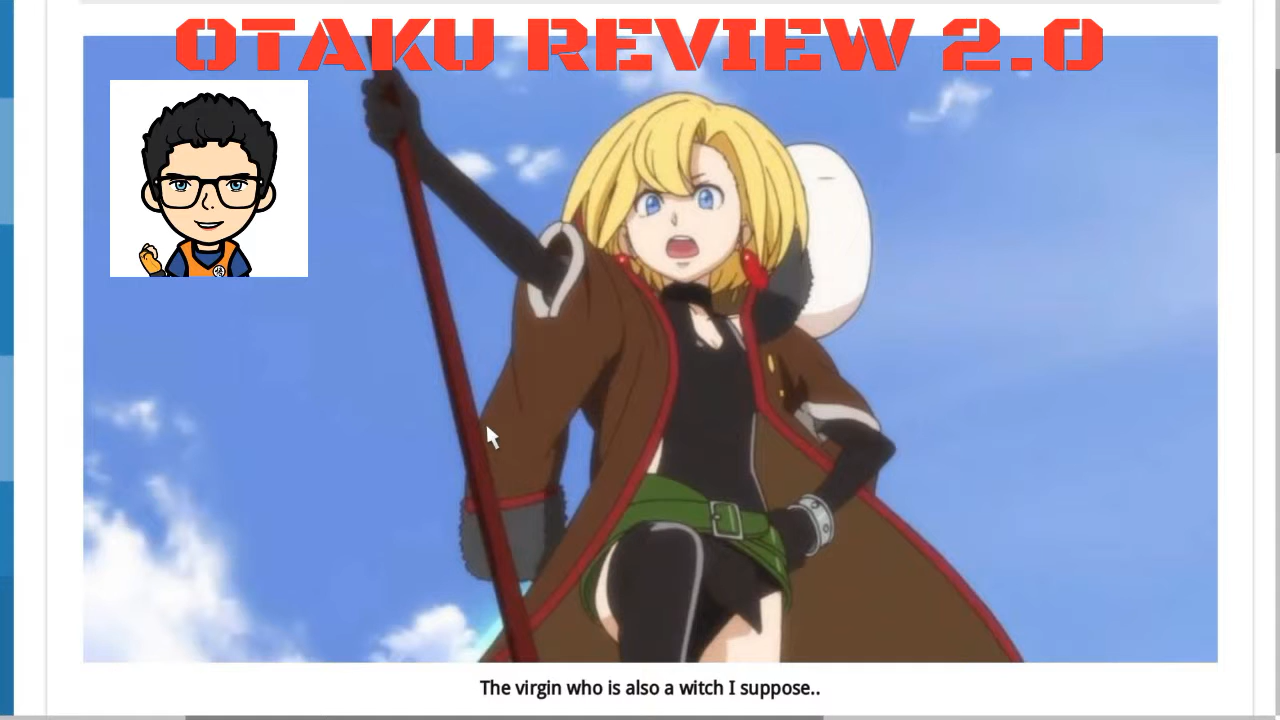 OTAKU REVIEW 2.0
The virgin who is also a witch I suppose..